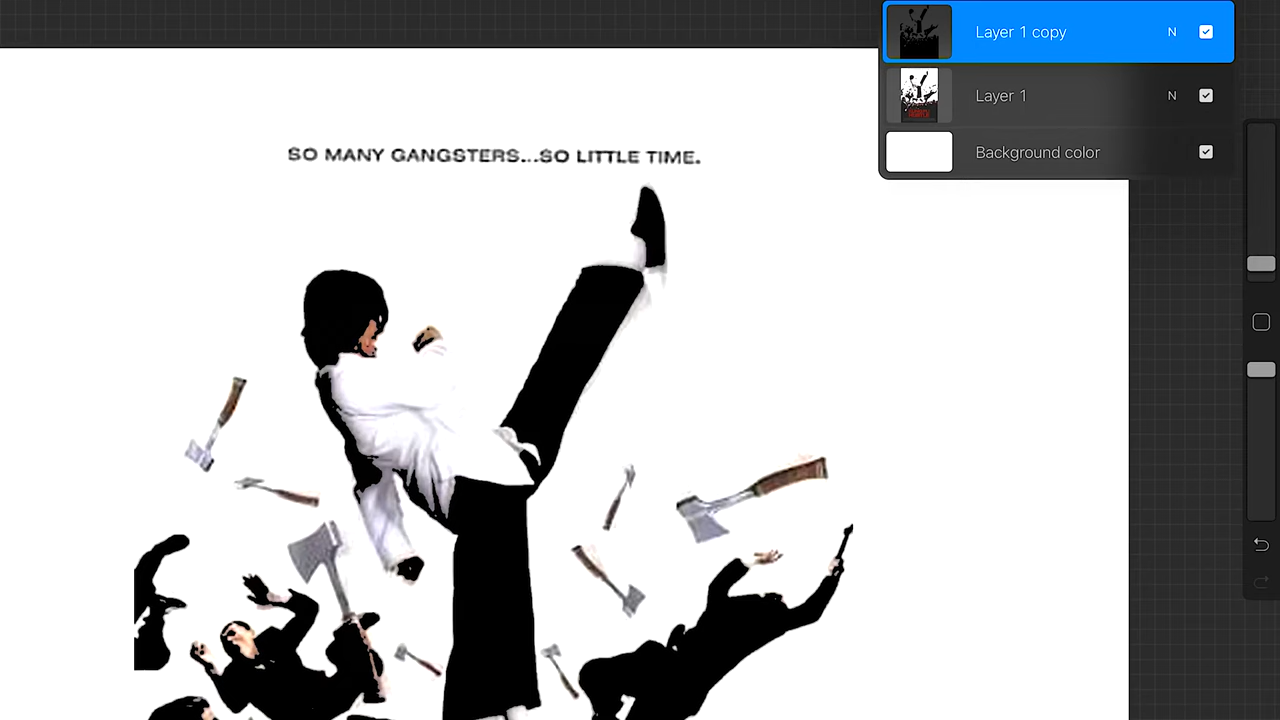 Layer 1 copy N
Layer 1 N
Background color
SO MANY GANGSTERS...SO LITTLE TIME.